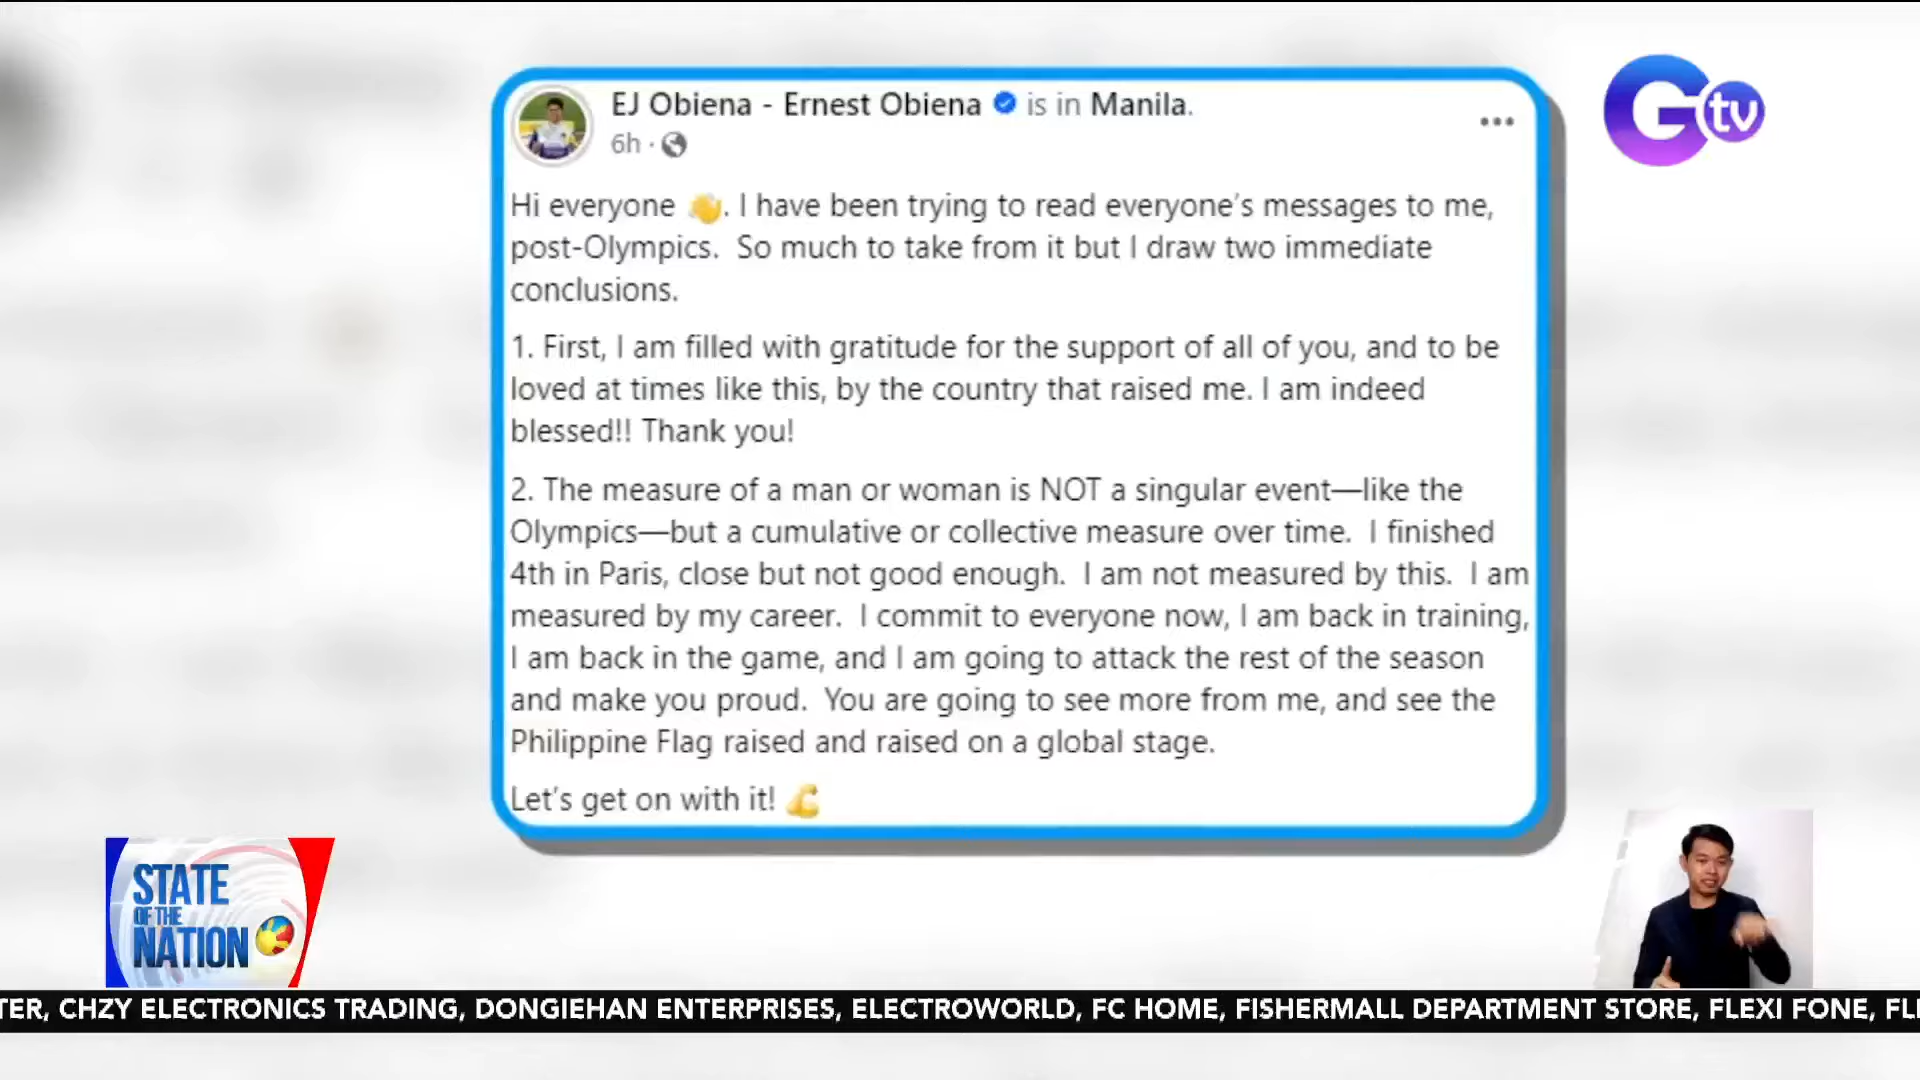 EJ Obiena - Ernest Obiena is in Manila.
6h ·
Hi everyone 👋. I have been trying to read everyone's messages to me,
post-Olympics.  So much to take from it but I draw two immediate
conclusions.
1. First, I am filled with gratitude for the support of all of you, and to be
loved at times like this, by the country that raised me. I am indeed
blessed!! Thank you!
2. The measure of a man or woman is NOT a singular event—like the
Olympics—but a cumulative or collective measure over time.  I finished
4th in Paris, close but not good enough.  I am not measured by this.  I am
measured by my career.  I commit to everyone now, I am back in training,
I am back in the game, and I am going to attack the rest of the season
and make you proud.  You are going to see more from me, and see the
Philippine Flag raised and raised on a global stage.
Let's get on with it! 💪
G tv
STATE
OF THE
NATION
TER, CHZY ELECTRONICS TRADING, DONGIEHAN ENTERPRISES, ELECTROWORLD, FC HOME, FISHERMALL DEPARTMENT STORE, FLEXI FONE, FL